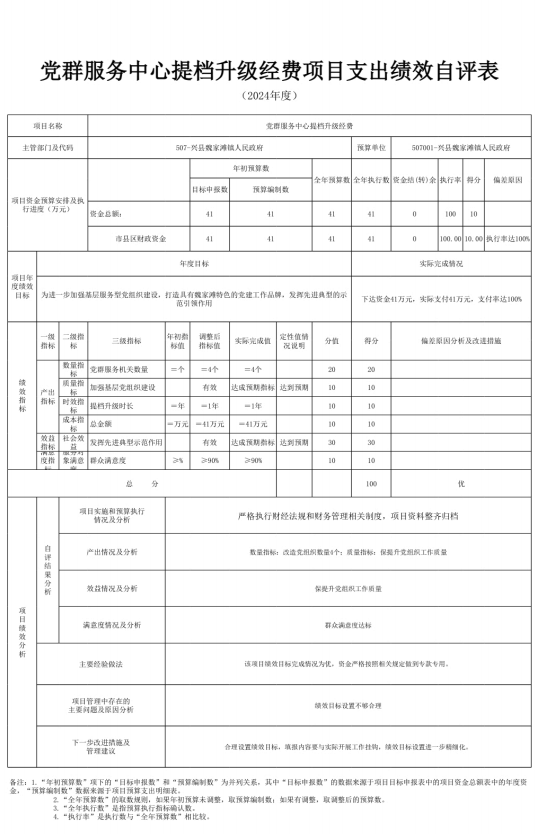 党群服务中心提档升级经费项目支出绩效自评表
（2024年度）
项目名称 党群服务中心提档升级经费
主管部门及代码 507-兴县魏家滩镇人民政府 预算单位 507001-兴县魏家滩镇人民政府
项目资金预算安排及执行进度（万元） 年初预算数 全年预算数 全年执行数 资金结(转)余 执行率 得分 偏差原因
目标申报数 预算编制数
资金总额: 41 41 41 41 0 100 10
市县区财政资金 41 41 41 41 0 100.00 10.00 执行率达100%
项目年度绩效目标 年度目标 实际完成情况
为进一步加强基层服务型党组织建设，打造具有魏家滩特色的党建工作品牌，发挥先进典型的示范引领作用 下达资金41万元，实际支付41万元，支付率达100%
绩效指标 一级指标 二级指标 三级指标 年初指标值 调整后指标值 实际完成值 定性值情况说明 分值 得分 偏差原因分析及改进措施
产出指标 数量指标 党群服务机关数量 ＝个 ＝4个 ＝4个 20 20
质量指标 加强基层党组织建设 有效 达成预期指标 达到预期 10 10
时效指标 提档升级时长 ＝年 ＝1年 ＝1年 10 10
成本指标 总金额 ＝万元 ＝41万元 ＝41万元 10 10
效益指标 社会效益 发挥先进典型示范作用 有效 达成预期指标 达到预期 30 30
满意度指标 服务对象满意度 群众满意度 ≥% ≥90% ≥90% 10 10
总 分 100 优
项目绩效分析 自评结果分析 项目实施和预算执行情况及分析 严格执行财经法规和财务管理相关制度，项目资料整齐归档
产出情况及分析 数量指标：改造党组织数量4个；质量指标：保提升党组织工作质量
效益情况及分析 保提升党组织工作质量
满意度情况及分析 群众满意度达标
主要经验做法 该项目绩效目标完成情况为优，资金严格按照相关规定做到专款专用。
项目管理中存在的主要问题及原因分析 绩效目标设置不够合理
下一步改进措施及管理建议 合理设置绩效目标，填报内容要与实际开展工作挂钩，绩效目标设置进一步精细化。
备注：1.“年初预算数”项下的“目标申报数”和“预算编制数”为并列关系，其中“目标申报数”的数据来源于项目目标申报表中的项目资金总额表中的年度资
金，“预算编制数”数据来源于项目预算支出明细表。
2.“全年预算数”的取数规则，如果年初预算未调整，取预算编制数；如果有调整，取调整后的预算数。
3.“全年执行数”是指预算执行指标确认数。
4.“执行率”是执行数与“全年预算数”相比较。